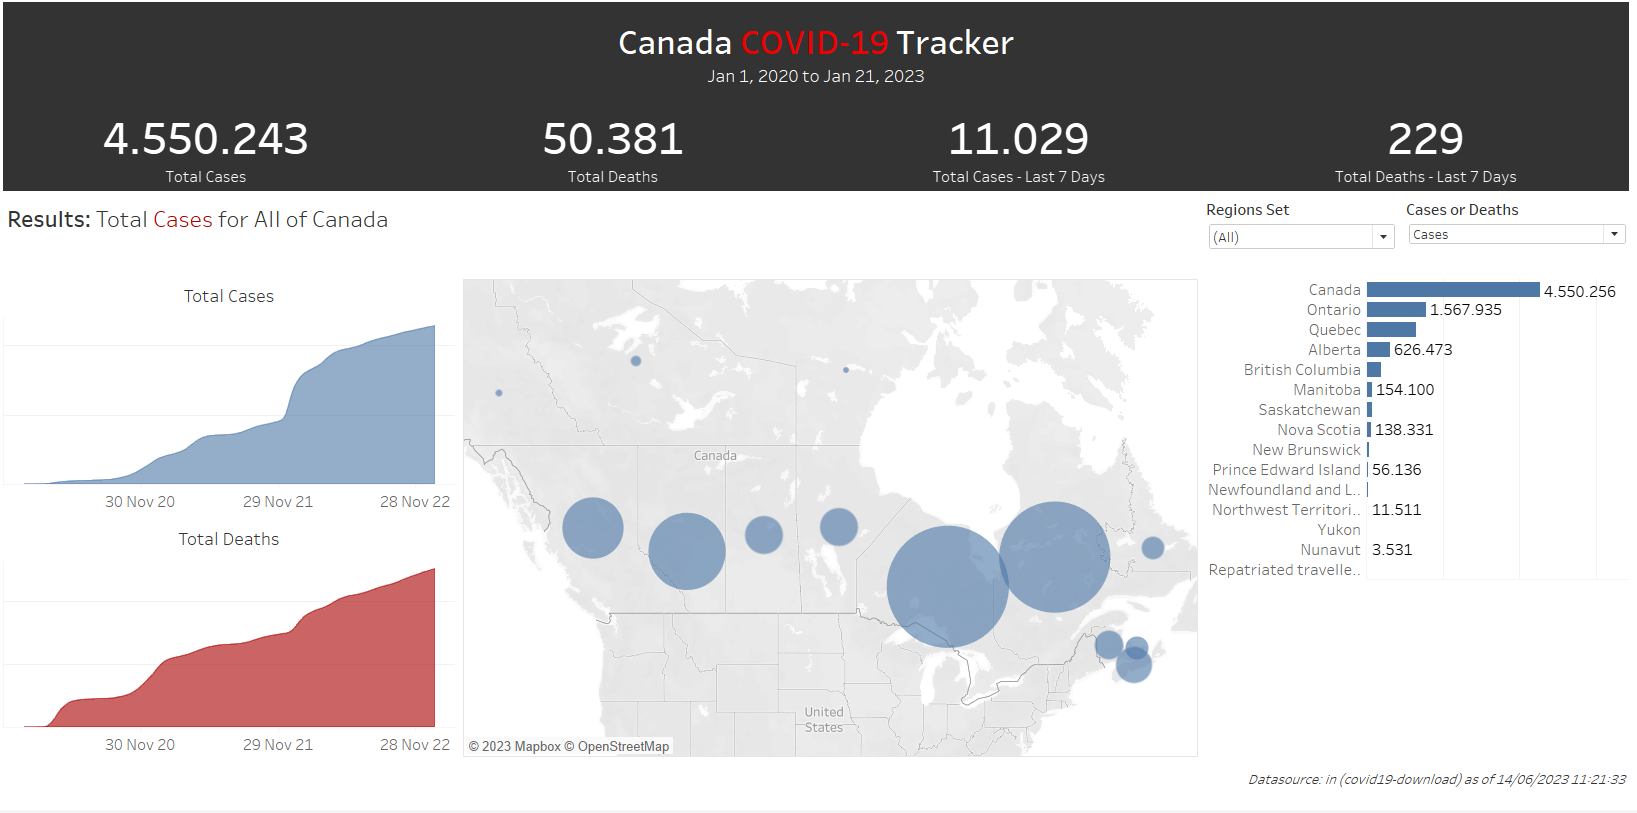 Canada COVID-19 Tracker
Jan 1, 2020 to Jan 21, 2023
4.550.243
Total Cases
50.381
Total Deaths
11.029
Total Cases - Last 7 Days
229
Total Deaths - Last 7 Days
Results: Total Cases for All of Canada
Regions Set
(All)
Cases or Deaths
Cases
Total Cases
30 Nov 20
29 Nov 21
28 Nov 22
Total Deaths
30 Nov 20
29 Nov 21
28 Nov 22
Canada
United
States
© 2023 Mapbox © OpenStreetMap
Canada 4.550.256
Ontario 1.567.935
Quebec
Alberta 626.473
British Columbia
Manitoba 154.100
Saskatchewan
Nova Scotia 138.331
New Brunswick
Prince Edward Island 56.136
Newfoundland and L..
Northwest Territori.. 11.511
Yukon
Nunavut 3.531
Repatriated travelle..
Datasource: in (covid19-download) as of 14/06/2023 11:21:33